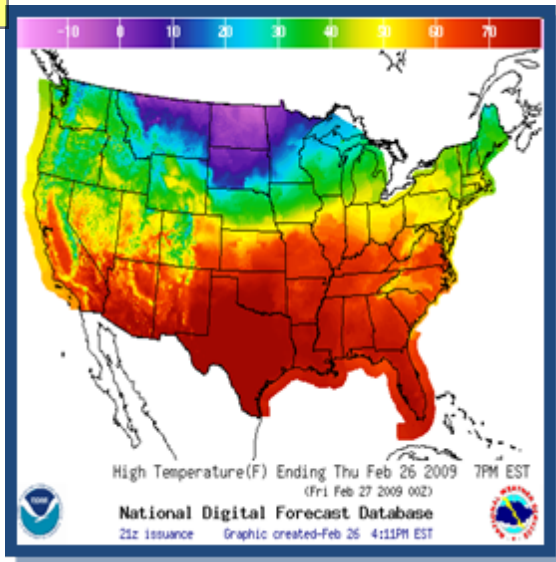 -10 0 10 20 30 40 50 60 70
High Temperature(F) Ending Thu Feb 26 2009 7PM EST
(Fri Feb 27 2009 00Z)
National Digital Forecast Database
21z issuance Graphic created-Feb 26 4:11PM EST